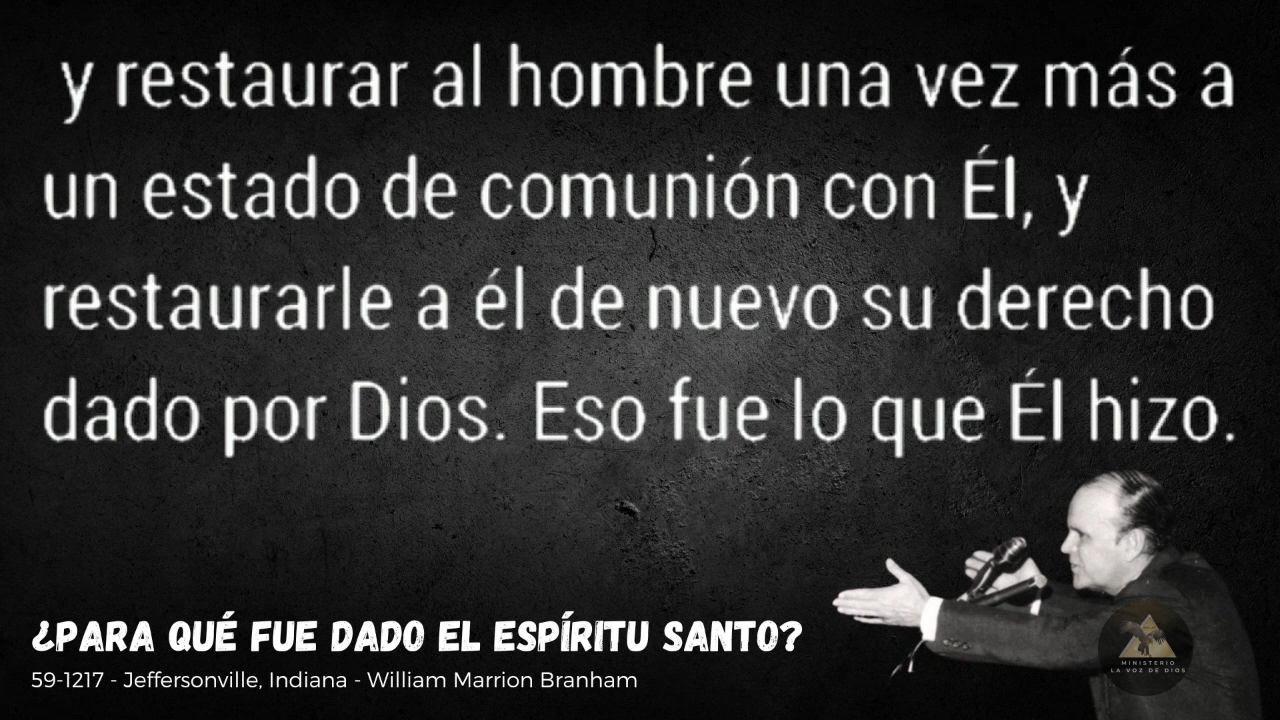 y restaurar al hombre una vez más a
un estado de comunión con Él, y
restaurarle a él de nuevo su derecho
dado por Dios. Eso fue lo que Él hizo.
¿PARA QUÉ FUE DADO EL ESPÍRITU SANTO?
59-1217 - Jeffersonville, Indiana - William Marrion Branham
MINISTERIO
LA VOZ DE DIOS